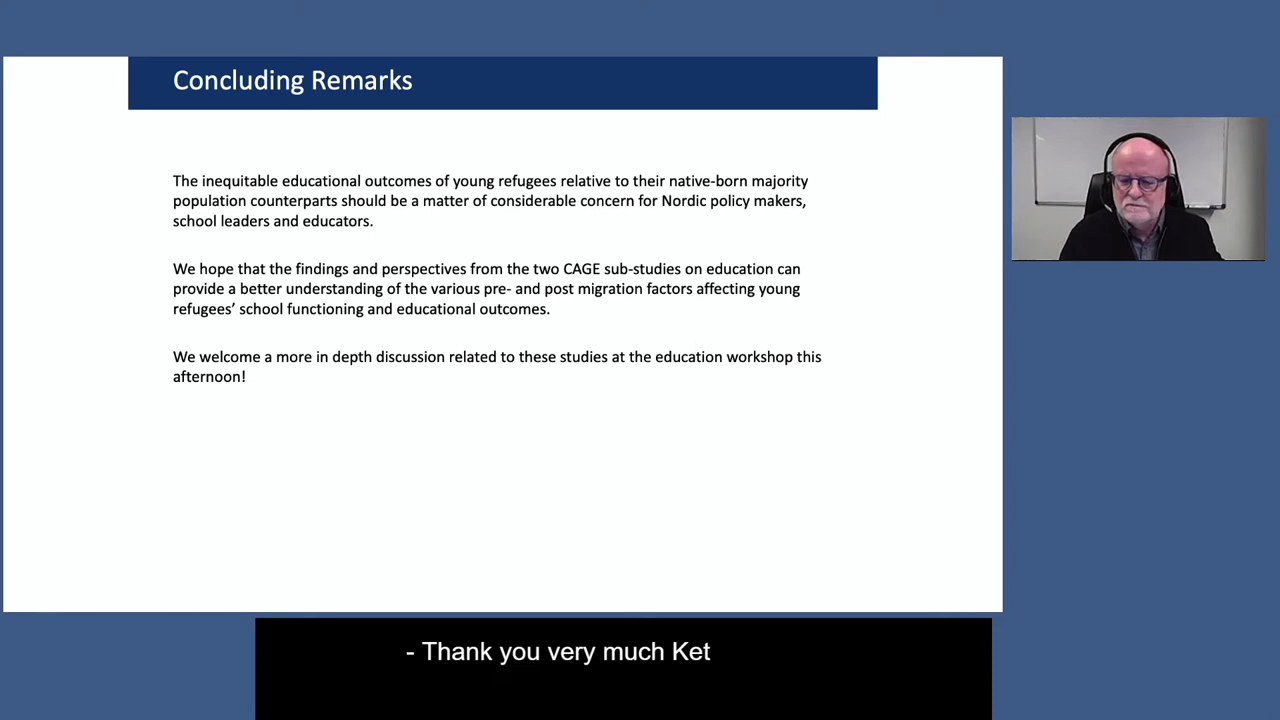 Concluding Remarks
The inequitable educational outcomes of young refugees relative to their native-born majority
population counterparts should be a matter of considerable concern for Nordic policy makers,
school leaders and educators.
We hope that the findings and perspectives from the two CAGE sub-studies on education can
provide a better understanding of the various pre- and post migration factors affecting young
refugees’ school functioning and educational outcomes.
We welcome a more in depth discussion related to these studies at the education workshop this
afternoon!
- Thank you very much Ket